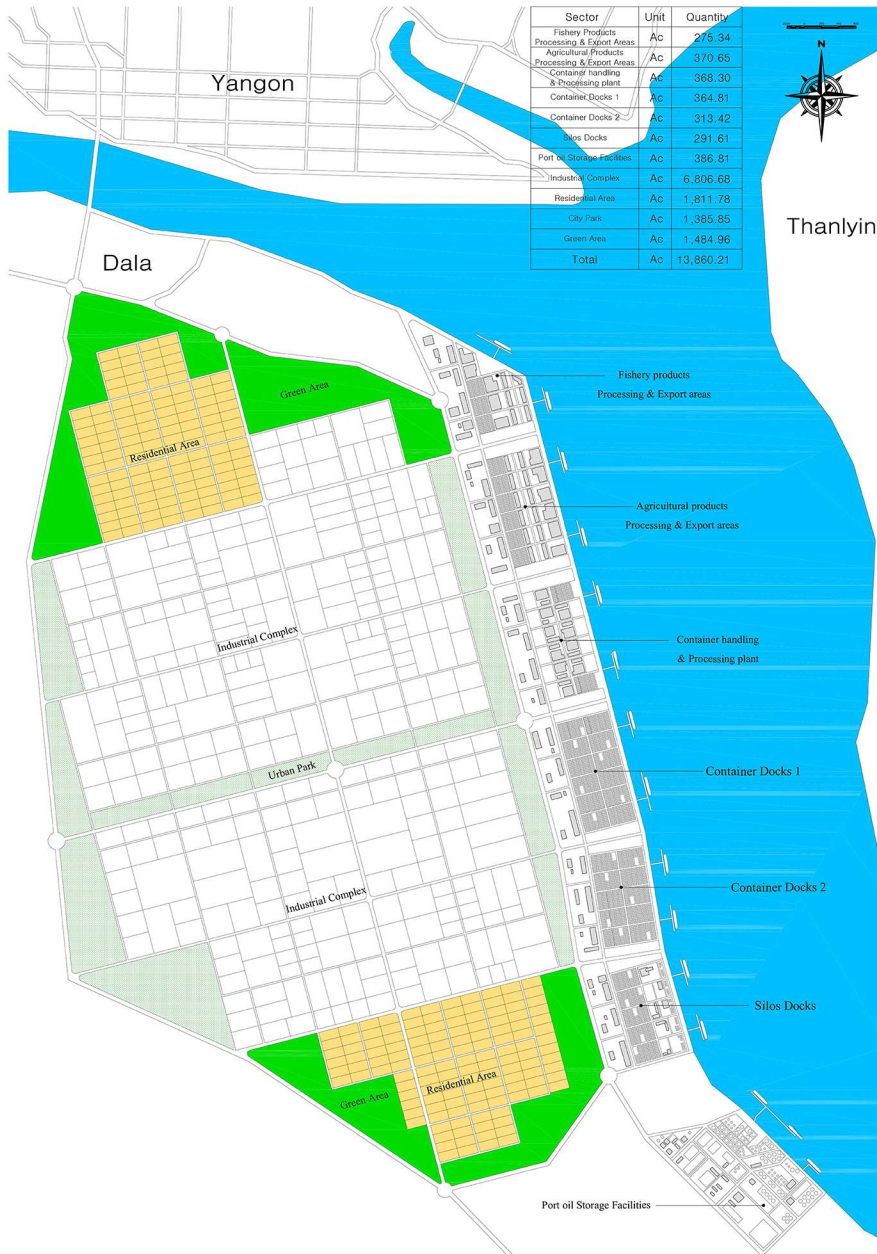 Sector Unit Quantity
Fishery Products
Processing & Export Areas Ac 275.34
Agricultural Products
Processing & Export Areas Ac 370.65
Container handling
& Processing plant Ac 368.30
Container Docks 1 Ac 364.81
Container Docks 2 Ac 313.42
Silos Docks Ac 291.61
Port oil Storage Facilities Ac 386.81
Industrial Complex Ac 6,806.68
Residential Area Ac 1,811.78
City Park Ac 1,385.85
Green Area Ac 1,484.96
Total Ac 13,860.21
N
Yangon
Thanlyin
Dala
Fishery products
Processing & Export areas
Green Area
Residential Area
Agricultural products
Processing & Export areas
Industrial Complex
Container handling
& Processing plant
Urban Park
Container Docks 1
Industrial Complex
Container Docks 2
Silos Docks
Residential Area
Green Area
Port oil Storage Facilities